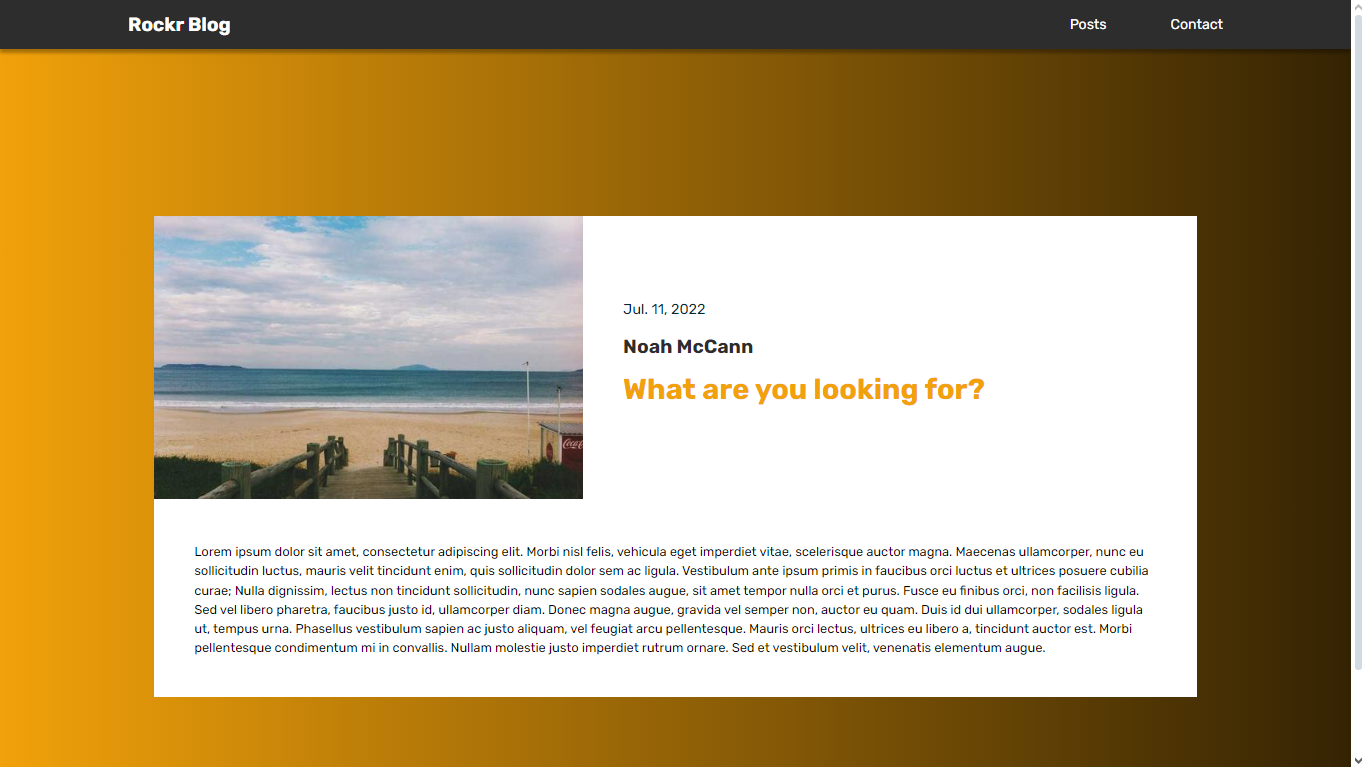 Rockr Blog
Posts
Contact
Jul. 11, 2022
Noah McCann
What are you looking for?
Lorem ipsum dolor sit amet, consectetur adipiscing elit. Morbi nisl felis, vehicula eget imperdiet vitae, scelerisque auctor magna. Maecenas ullamcorper, nunc eu
sollicitudin luctus, mauris velit tincidunt enim, quis sollicitudin dolor sem ac ligula. Vestibulum ante ipsum primis in faucibus orci luctus et ultrices posuere cubilia
curae; Nulla dignissim, lectus non tincidunt sollicitudin, nunc sapien sodales augue, sit amet tempor nulla orci et purus. Fusce eu finibus orci, non facilisis ligula.
Sed vel libero pharetra, faucibus justo id, ullamcorper diam. Donec magna augue, gravida vel semper non, auctor eu quam. Duis id dui ullamcorper, sodales ligula
ut, tempus urna. Phasellus vestibulum sapien ac justo aliquam, vel feugiat arcu pellentesque. Mauris orci lectus, ultrices eu libero a, tincidunt auctor est. Morbi
pellentesque condimentum mi in convallis. Nullam molestie justo imperdiet rutrum ornare. Sed et vestibulum velit, venenatis elementum augue.